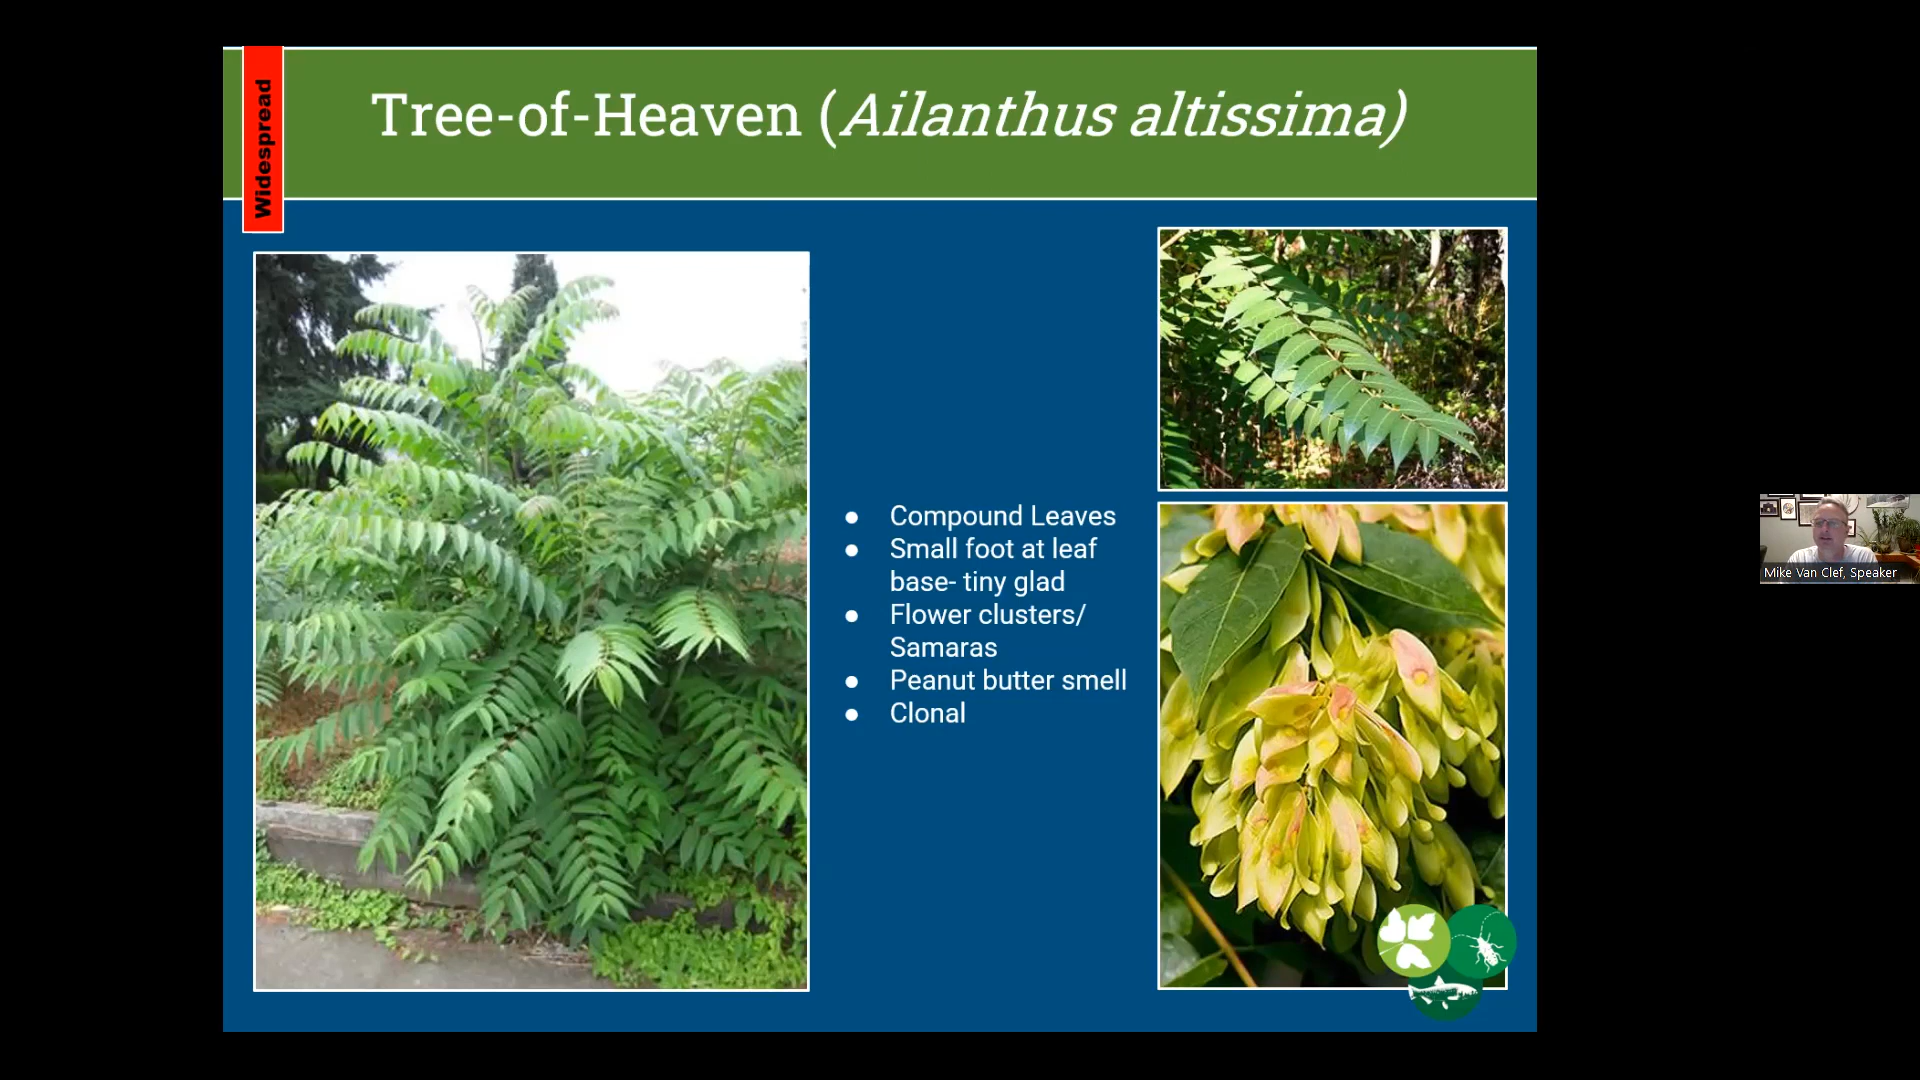 Widespread
Tree-of-Heaven (Ailanthus altissima)
● Compound Leaves
● Small foot at leaf
base- tiny glad
● Flower clusters/
Samaras
● Peanut butter smell
● Clonal
Mike Van Clef, Speaker